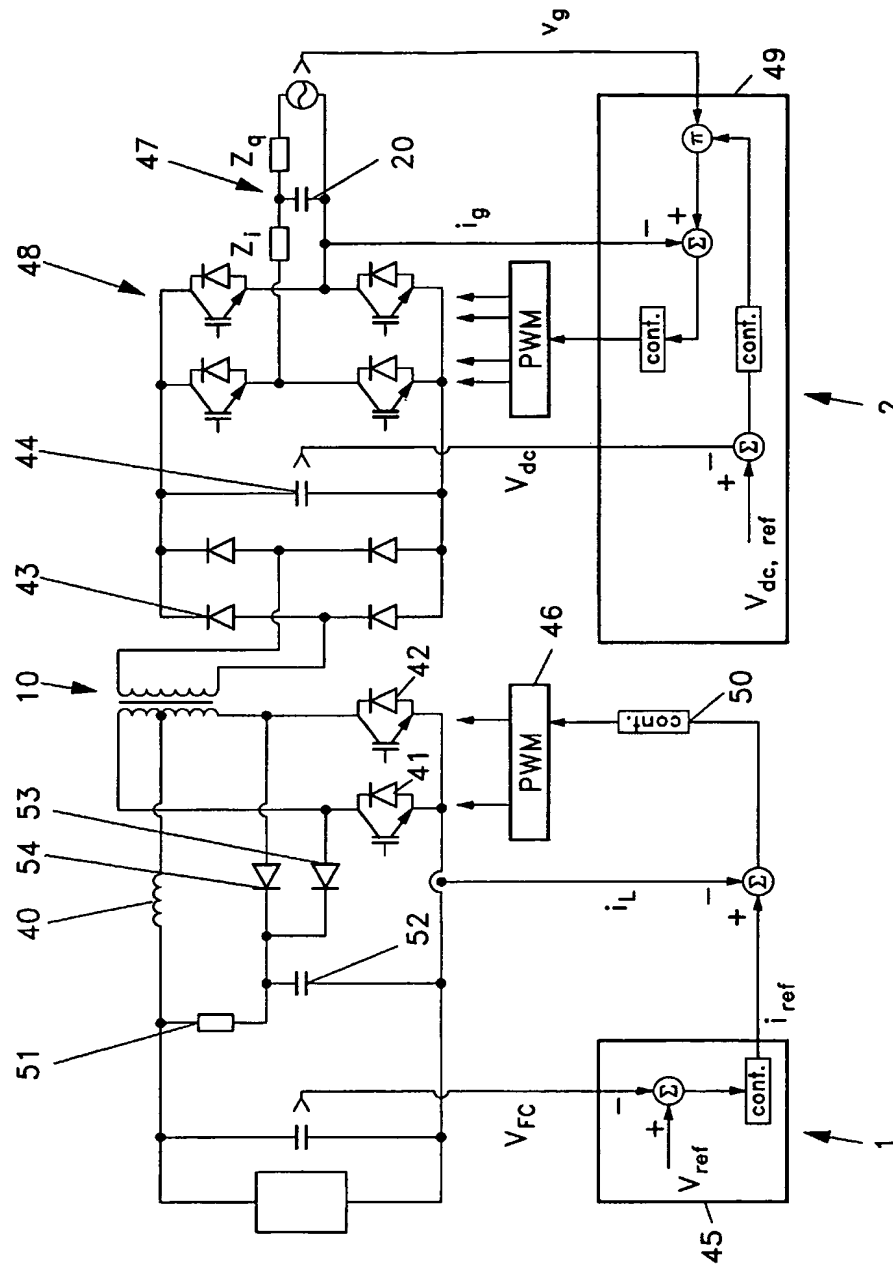 10
43
44
48
47
Z_q
Z_i
20
v_g
54
53
40
41
42
51
52
46
PWM
V_dc
PWM
i_g
49
π
+
−
Σ
cont.
cont.
−
+
Σ
V_dc, ref
2
50
cont.
i_L
−
+
Σ
i_ref
V_FC
−
+
Σ
V_ref
cont.
45
1